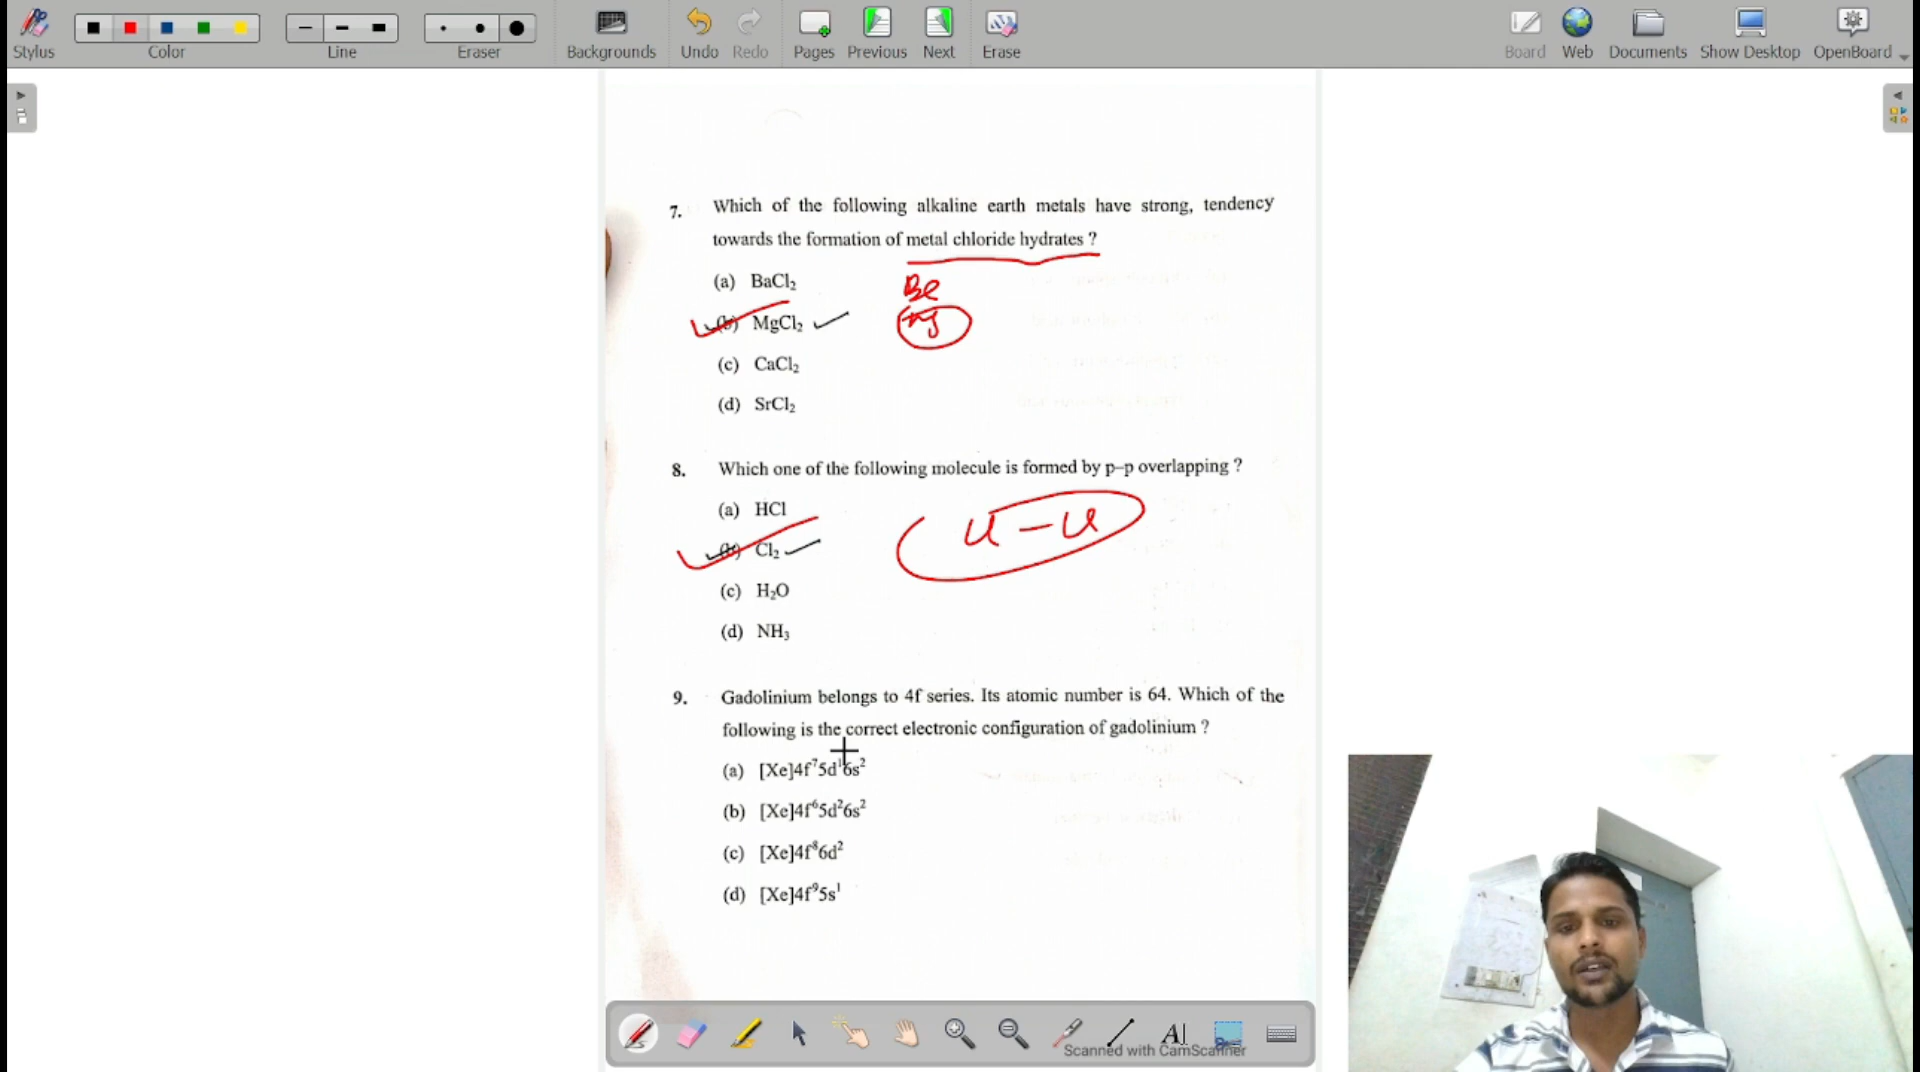 Stylus
Color
Line
Eraser
Backgrounds
Undo
Redo
Pages
Previous
Next
Erase
Board
Web
Documents
Show Desktop
OpenBoard
7. Which of the following alkaline earth metals have strong, tendency
towards the formation of metal chloride hydrates ?
(a) BaCl₂
Be
(b) MgCl₂
Mg
(c) CaCl₂
(d) SrCl₂
8. Which one of the following molecule is formed by p–p overlapping ?
(a) HCl
(b) Cl₂
(c) H₂O
(d) NH₃
9. Gadolinium belongs to 4f series. Its atomic number is 64. Which of the
following is the correct electronic configuration of gadolinium ?
(a) [Xe]4f⁷5d¹6s²
(b) [Xe]4f⁶5d²6s²
(c) [Xe]4f⁸6d²
(d) [Xe]4f⁹5s¹
Scanned with CamScanner